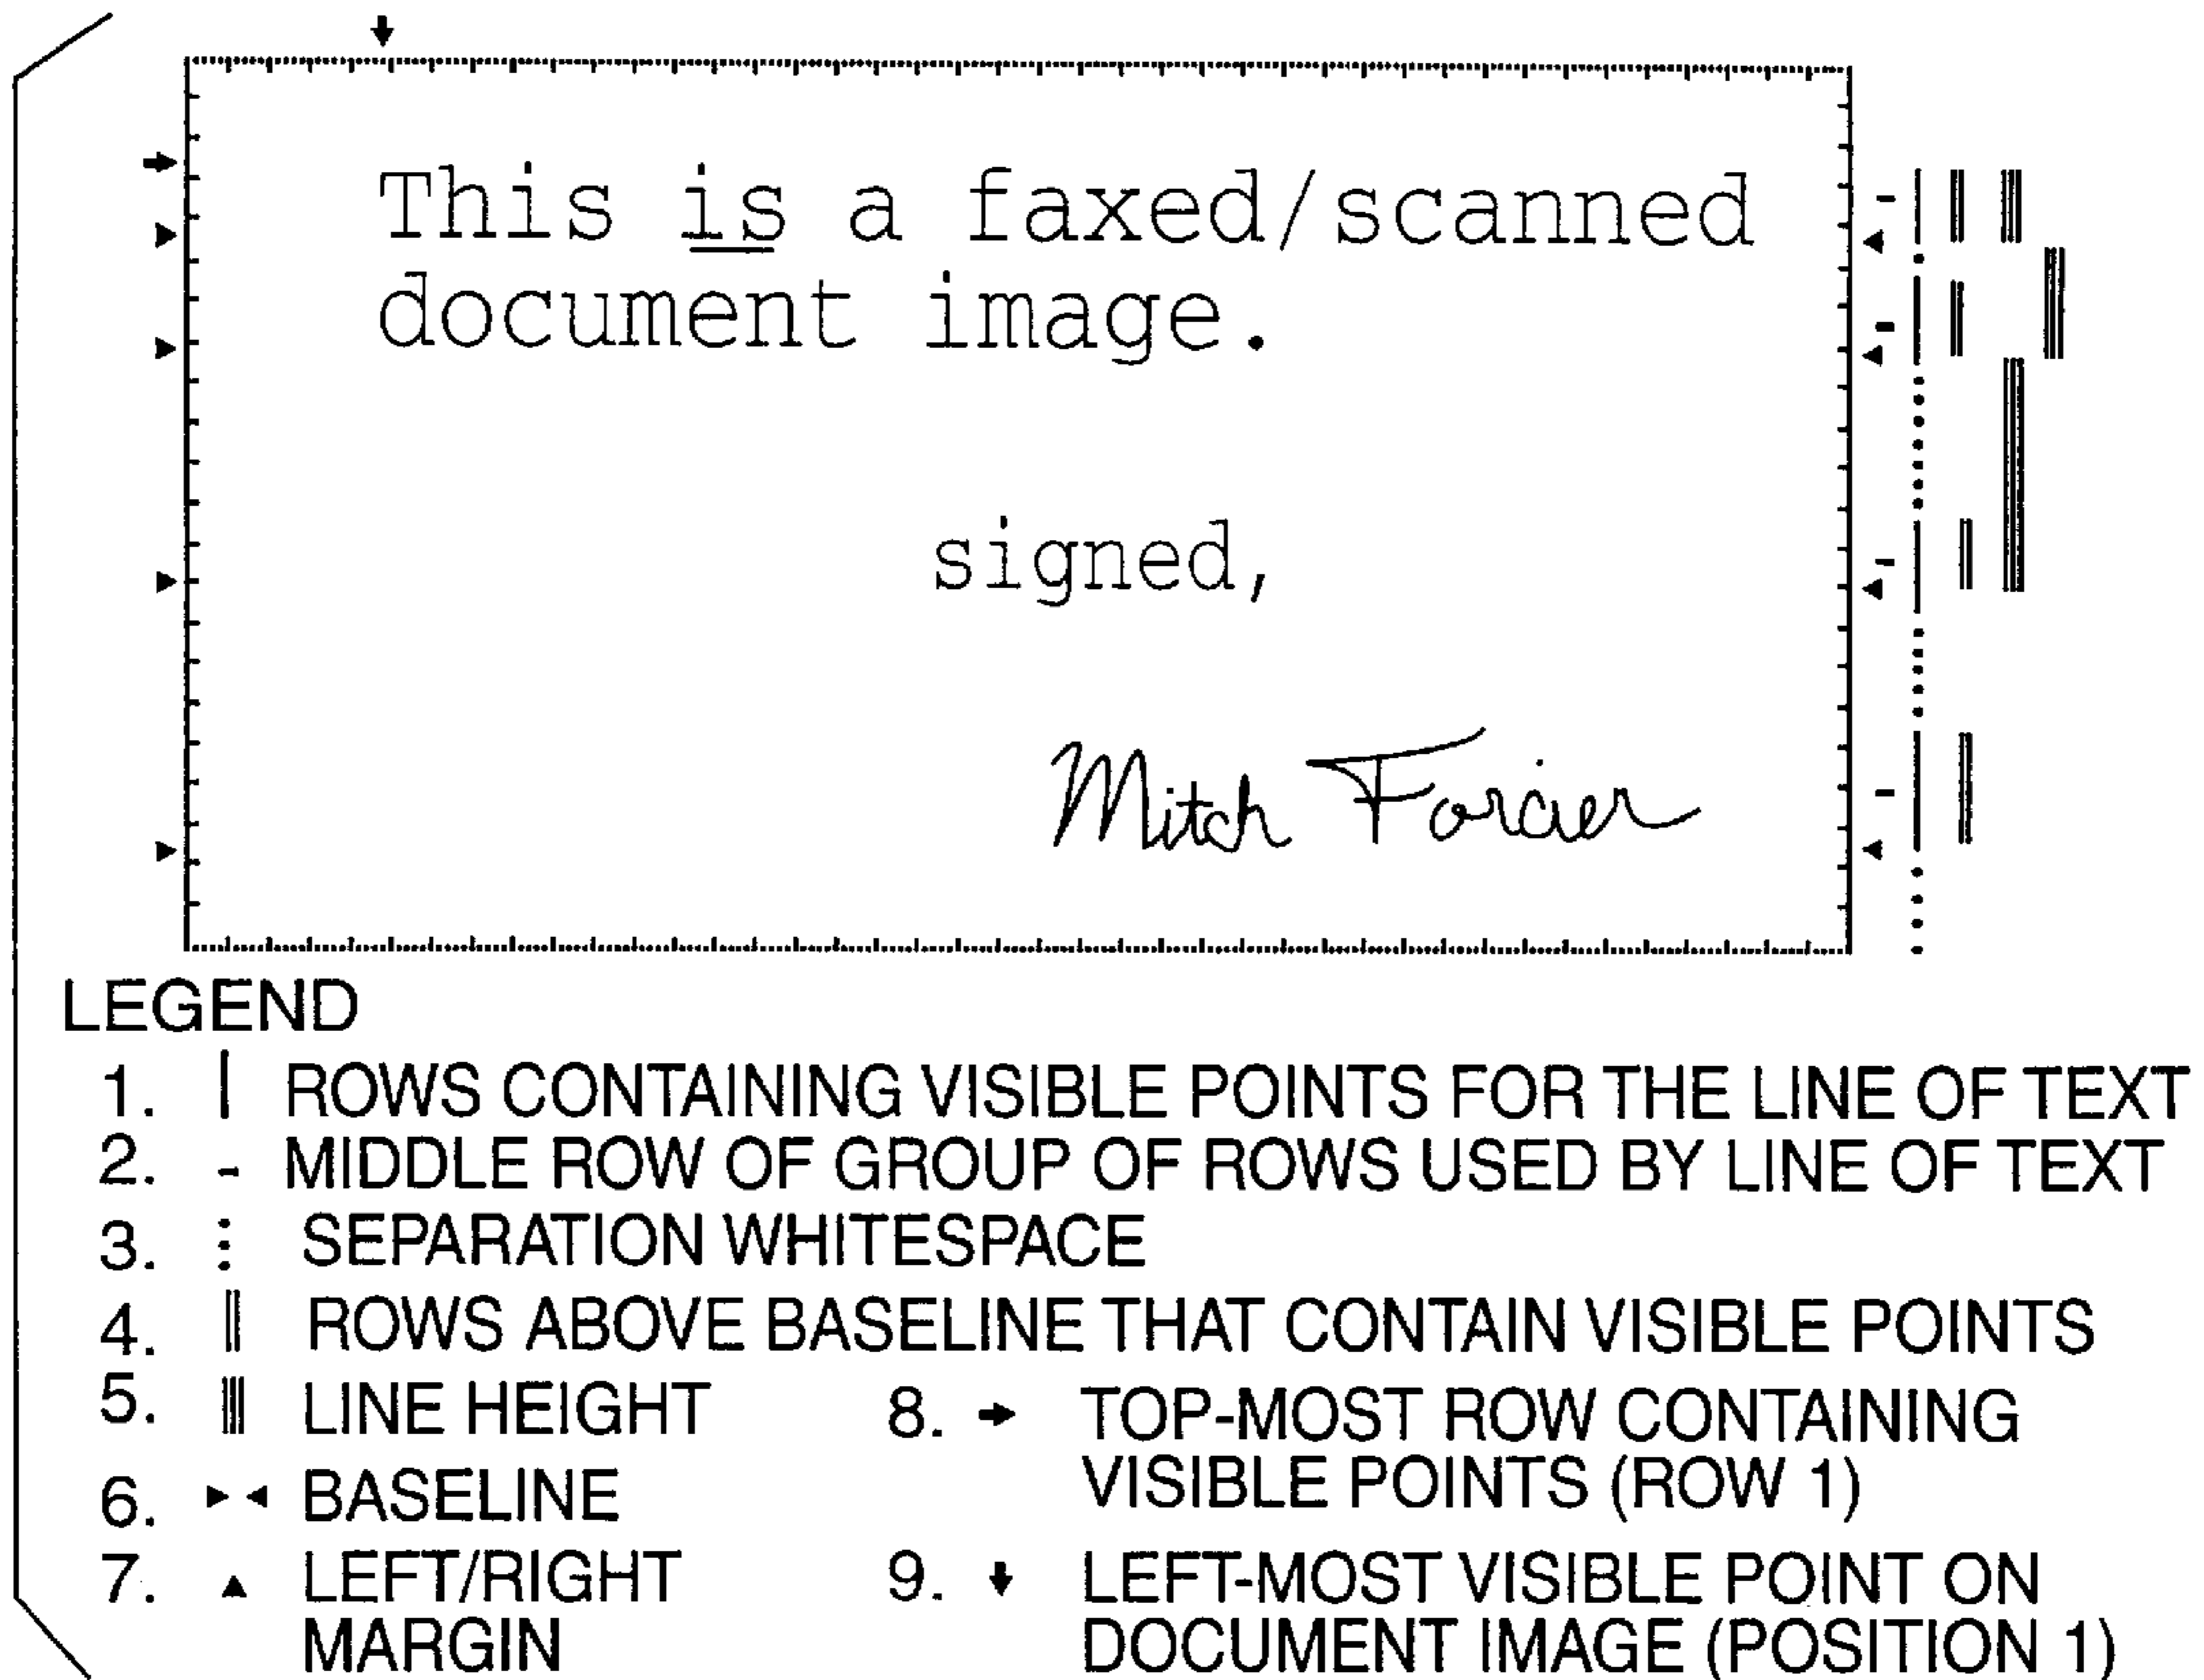 This is a faxed/scanned
document image.
signed,
Mitch Forcier
LEGEND
1. | ROWS CONTAINING VISIBLE POINTS FOR THE LINE OF TEXT
2. - MIDDLE ROW OF GROUP OF ROWS USED BY LINE OF TEXT
3. ⋮ SEPARATION WHITESPACE
4. || ROWS ABOVE BASELINE THAT CONTAIN VISIBLE POINTS
5. ||| LINE HEIGHT
6. ►◄ BASELINE
7. ▲ LEFT/RIGHT
MARGIN
8. → TOP-MOST ROW CONTAINING
VISIBLE POINTS (ROW 1)
9. ↓ LEFT-MOST VISIBLE POINT ON
DOCUMENT IMAGE (POSITION 1)